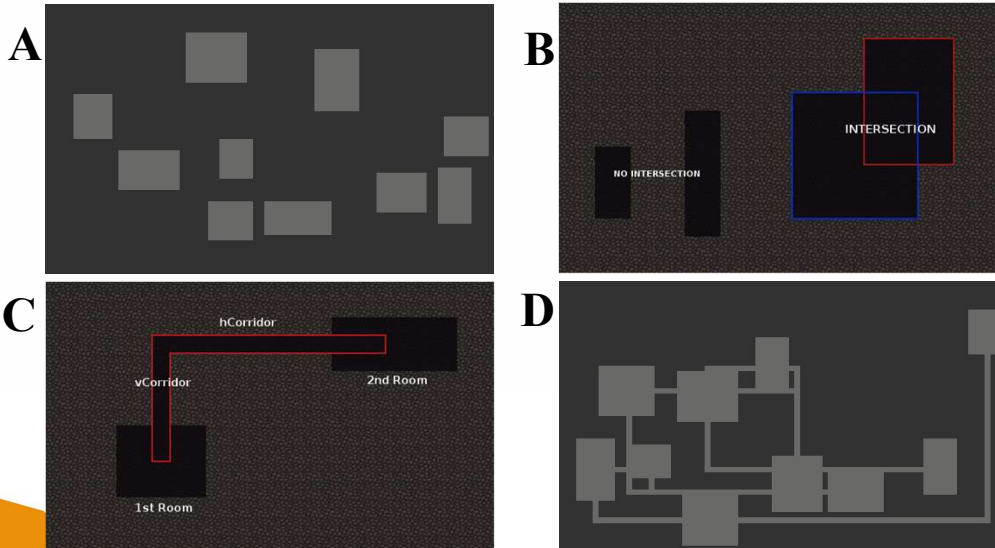 A
B
INTERSECTION
NO INTERSECTION
C
hCorridor
vCorridor
2nd Room
1st Room
D